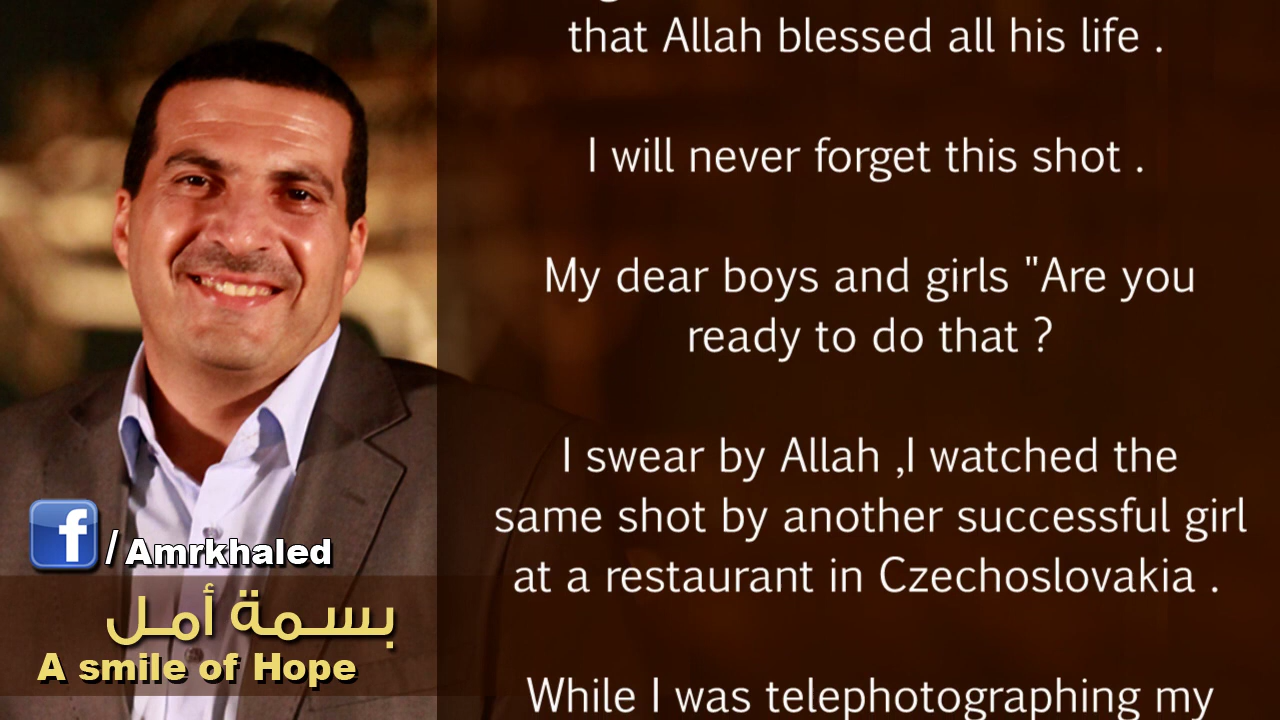 that Allah blessed all his life .
I will never forget this shot .
My dear boys and girls "Are you
ready to do that ?
I swear by Allah ,I watched the
same shot by another successful girl
at a restaurant in Czechoslovakia .
While I was telephotographing my
f / Amrkhaled
بسمة أمل
A smile of Hope